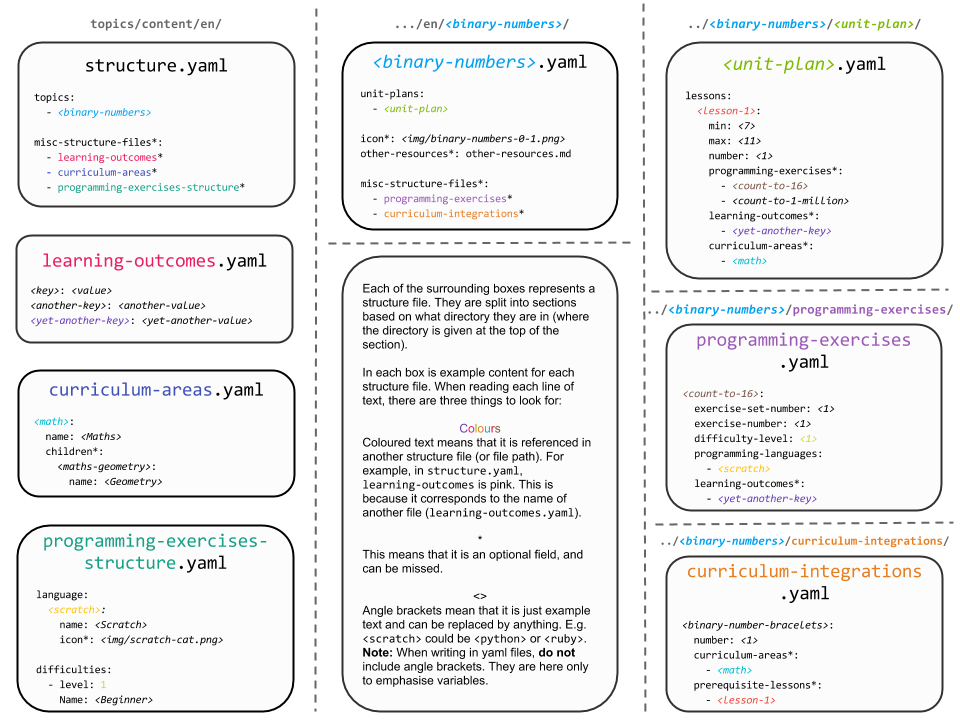 topics/content/en/
structure.yaml
topics:
- <binary-numbers>
misc-structure-files*:
- learning-outcomes*
- curriculum-areas*
- programming-exercises-structure*
learning-outcomes.yaml
<key>: <value>
<another-key>: <another-value>
<yet-another-key>: <yet-another-value>
curriculum-areas.yaml
<math>:
name: <Maths>
children*:
<maths-geometry>:
name: <Geometry>
programming-exercises-
structure.yaml
language:
<scratch>:
name: <Scratch>
icon*: <img/scratch-cat.png>
difficulties:
- level: 1
Name: <Beginner>
.../en/<binary-numbers>/
<binary-numbers>.yaml
unit-plans:
- <unit-plan>
icon*: <img/binary-numbers-0-1.png>
other-resources*: other-resources.md
misc-structure-files*:
- programming-exercises*
- curriculum-integrations*
Each of the surrounding boxes represents a
structure file. They are split into sections
based on what directory they are in (where
the directory is given at the top of the
section).
In each box is example content for each
structure file. When reading each line of
text, there are three things to look for:
Colours
Coloured text means that it is referenced in
another structure file (or file path). For
example, in structure.yaml,
learning-outcomes is pink. This is
because it corresponds to the name of
another file (learning-outcomes.yaml).
*
This means that it is an optional field, and
can be missed.
<>
Angle brackets mean that it is just example
text and can be replaced by anything. E.g.
<scratch> could be <python> or <ruby>.
Note: When writing in yaml files, do not
include angle brackets. They are here only
to emphasise variables.
../<binary-numbers>/<unit-plan>/
<unit-plan>.yaml
lessons:
<lesson-1>:
min: <7>
max: <11>
number: <1>
programming-exercises*:
- <count-to-16>
- <count-to-1-million>
learning-outcomes*:
- <yet-another-key>
curriculum-areas*:
- <math>
../<binary-numbers>/programming-exercises/
programming-exercises
.yaml
<count-to-16>:
exercise-set-number: <1>
exercise-number: <1>
difficulty-level: <1>
programming-languages:
- <scratch>
learning-outcomes*:
- <yet-another-key>
../<binary-numbers>/curriculum-integrations/
curriculum-integrations
.yaml
<binary-number-bracelets>:
number: <1>
curriculum-areas*:
- <math>
prerequisite-lessons*:
- <lesson-1>